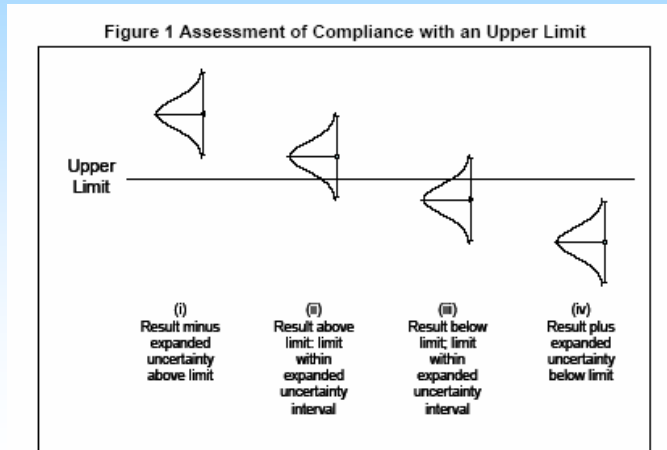 Figure 1 Assessment of Compliance with an Upper Limit
Upper
Limit
(i)
Result minus
expanded
uncertainty
above limit
(ii)
Result above
limit: limit
within
expanded
uncertainty
interval
(iii)
Result below
limit; limit
within
expanded
uncertainty
interval
(iv)
Result plus
expanded
uncertainty
below limit